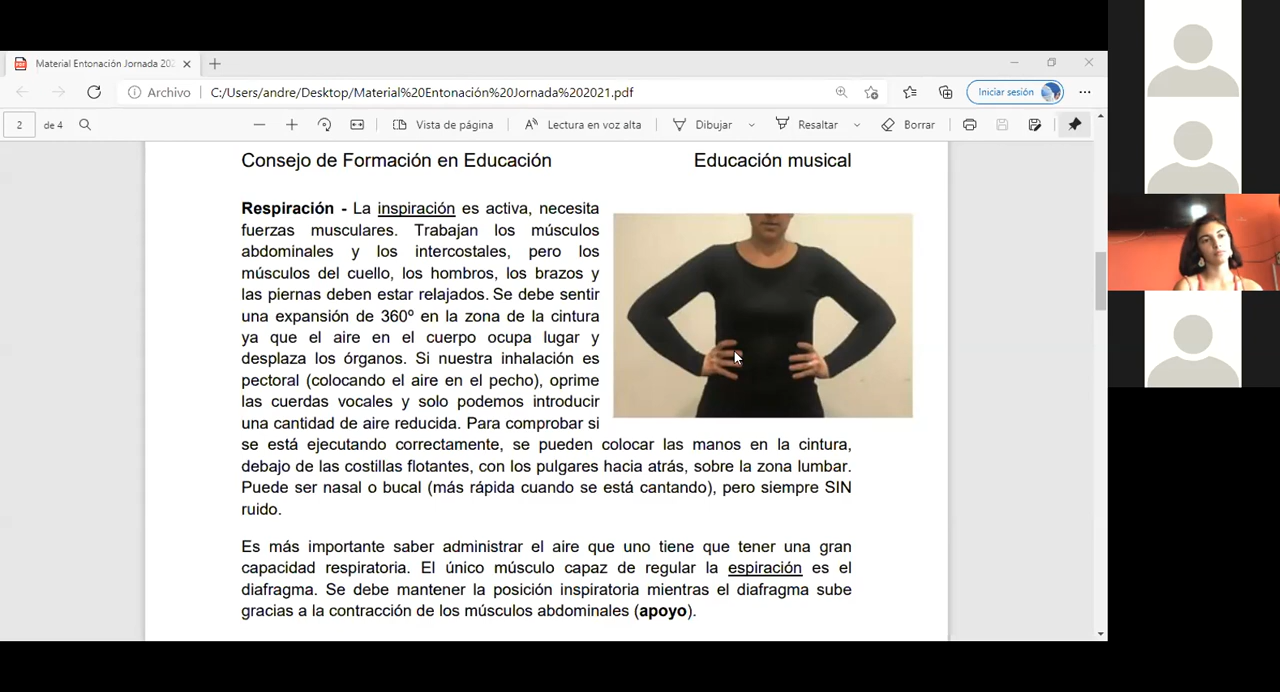 Material Entonación Jornada 202
Archivo
C:/Users/andre/Desktop/Material%20Entonación%20Jornada%202021.pdf
Iniciar sesión
2 de 4
Vista de página
Lectura en voz alta
Dibujar
Resaltar
Borrar
Consejo de Formación en Educación Educación musical
Respiración - La inspiración es activa, necesita
fuerzas musculares. Trabajan los músculos
abdominales y los intercostales, pero los
músculos del cuello, los hombros, los brazos y
las piernas deben estar relajados. Se debe sentir
una expansión de 360º en la zona de la cintura
ya que el aire en el cuerpo ocupa lugar y
desplaza los órganos. Si nuestra inhalación es
pectoral (colocando el aire en el pecho), oprime
las cuerdas vocales y solo podemos introducir
una cantidad de aire reducida. Para comprobar si
se está ejecutando correctamente, se pueden colocar las manos en la cintura,
debajo de las costillas flotantes, con los pulgares hacia atrás, sobre la zona lumbar.
Puede ser nasal o bucal (más rápida cuando se está cantando), pero siempre SIN
ruido.
Es más importante saber administrar el aire que uno tiene que tener una gran
capacidad respiratoria. El único músculo capaz de regular la espiración es el
diafragma. Se debe mantener la posición inspiratoria mientras el diafragma sube
gracias a la contracción de los músculos abdominales (apoyo).